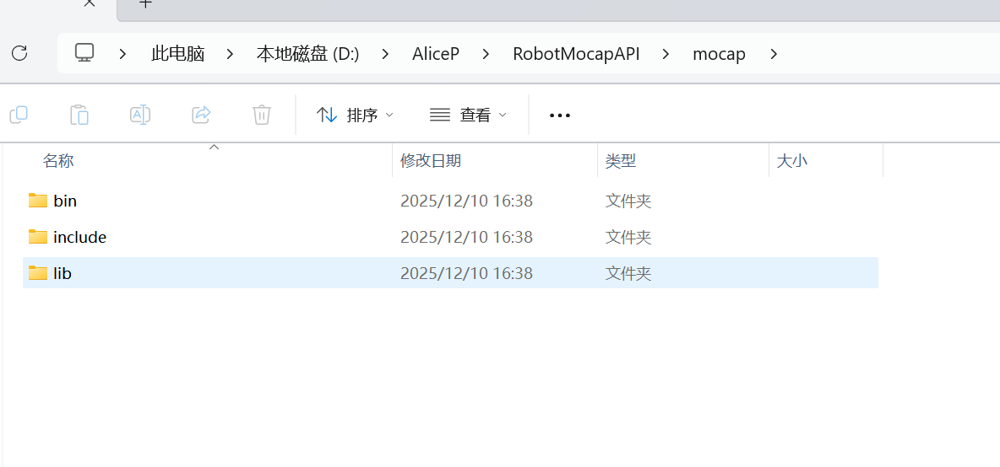 此电脑 本地磁盘 (D:) AliceP RobotMocapAPI mocap
排序 查看
名称 修改日期 类型 大小
bin 2025/12/10 16:38 文件夹
include 2025/12/10 16:38 文件夹
lib 2025/12/10 16:38 文件夹